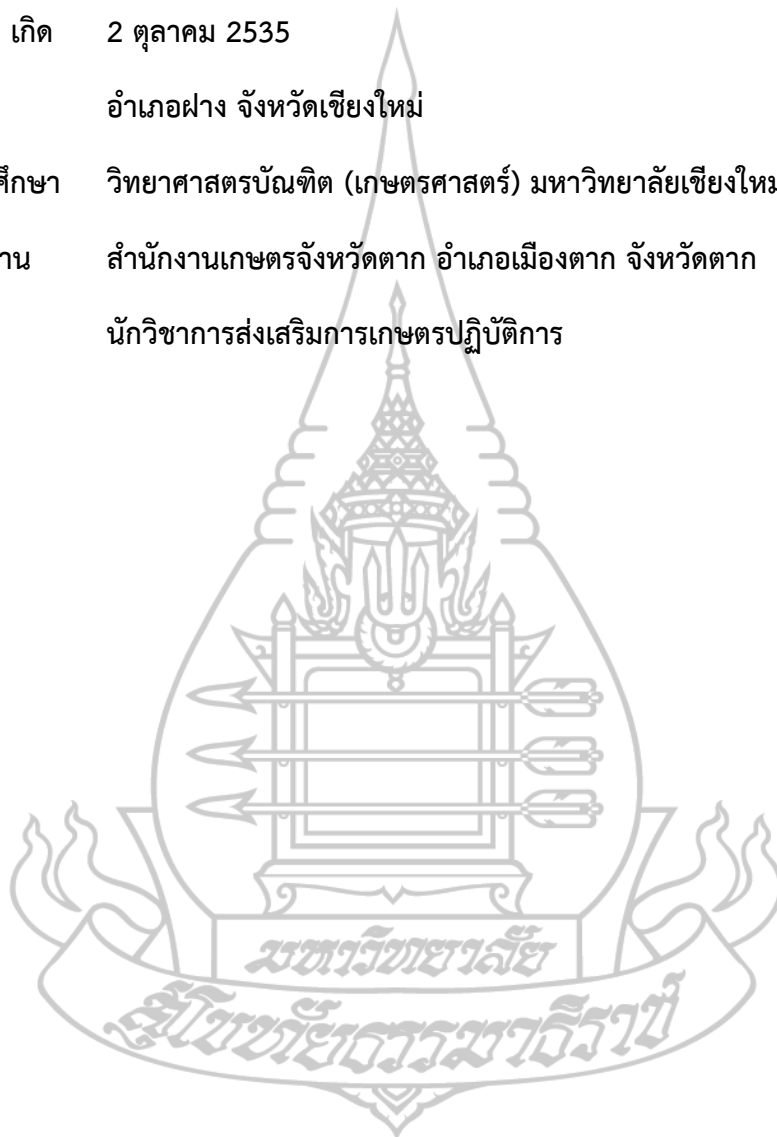 เกิด 2 ตุลาคม 2535
อำเภอฝาง จังหวัดเชียงใหม่
ศึกษา วิทยาศาสตรบัณฑิต (เกษตรศาสตร์) มหาวิทยาลัยเชียงใหม
าน สำนักงานเกษตรจังหวัดตาก อำเภอเมืองตาก จังหวัดตาก
นักวิชาการส่งเสริมการเกษตรปฏิบัติการ
มหาวิทยาลัย
สุโขทัยธรรมาธิราช